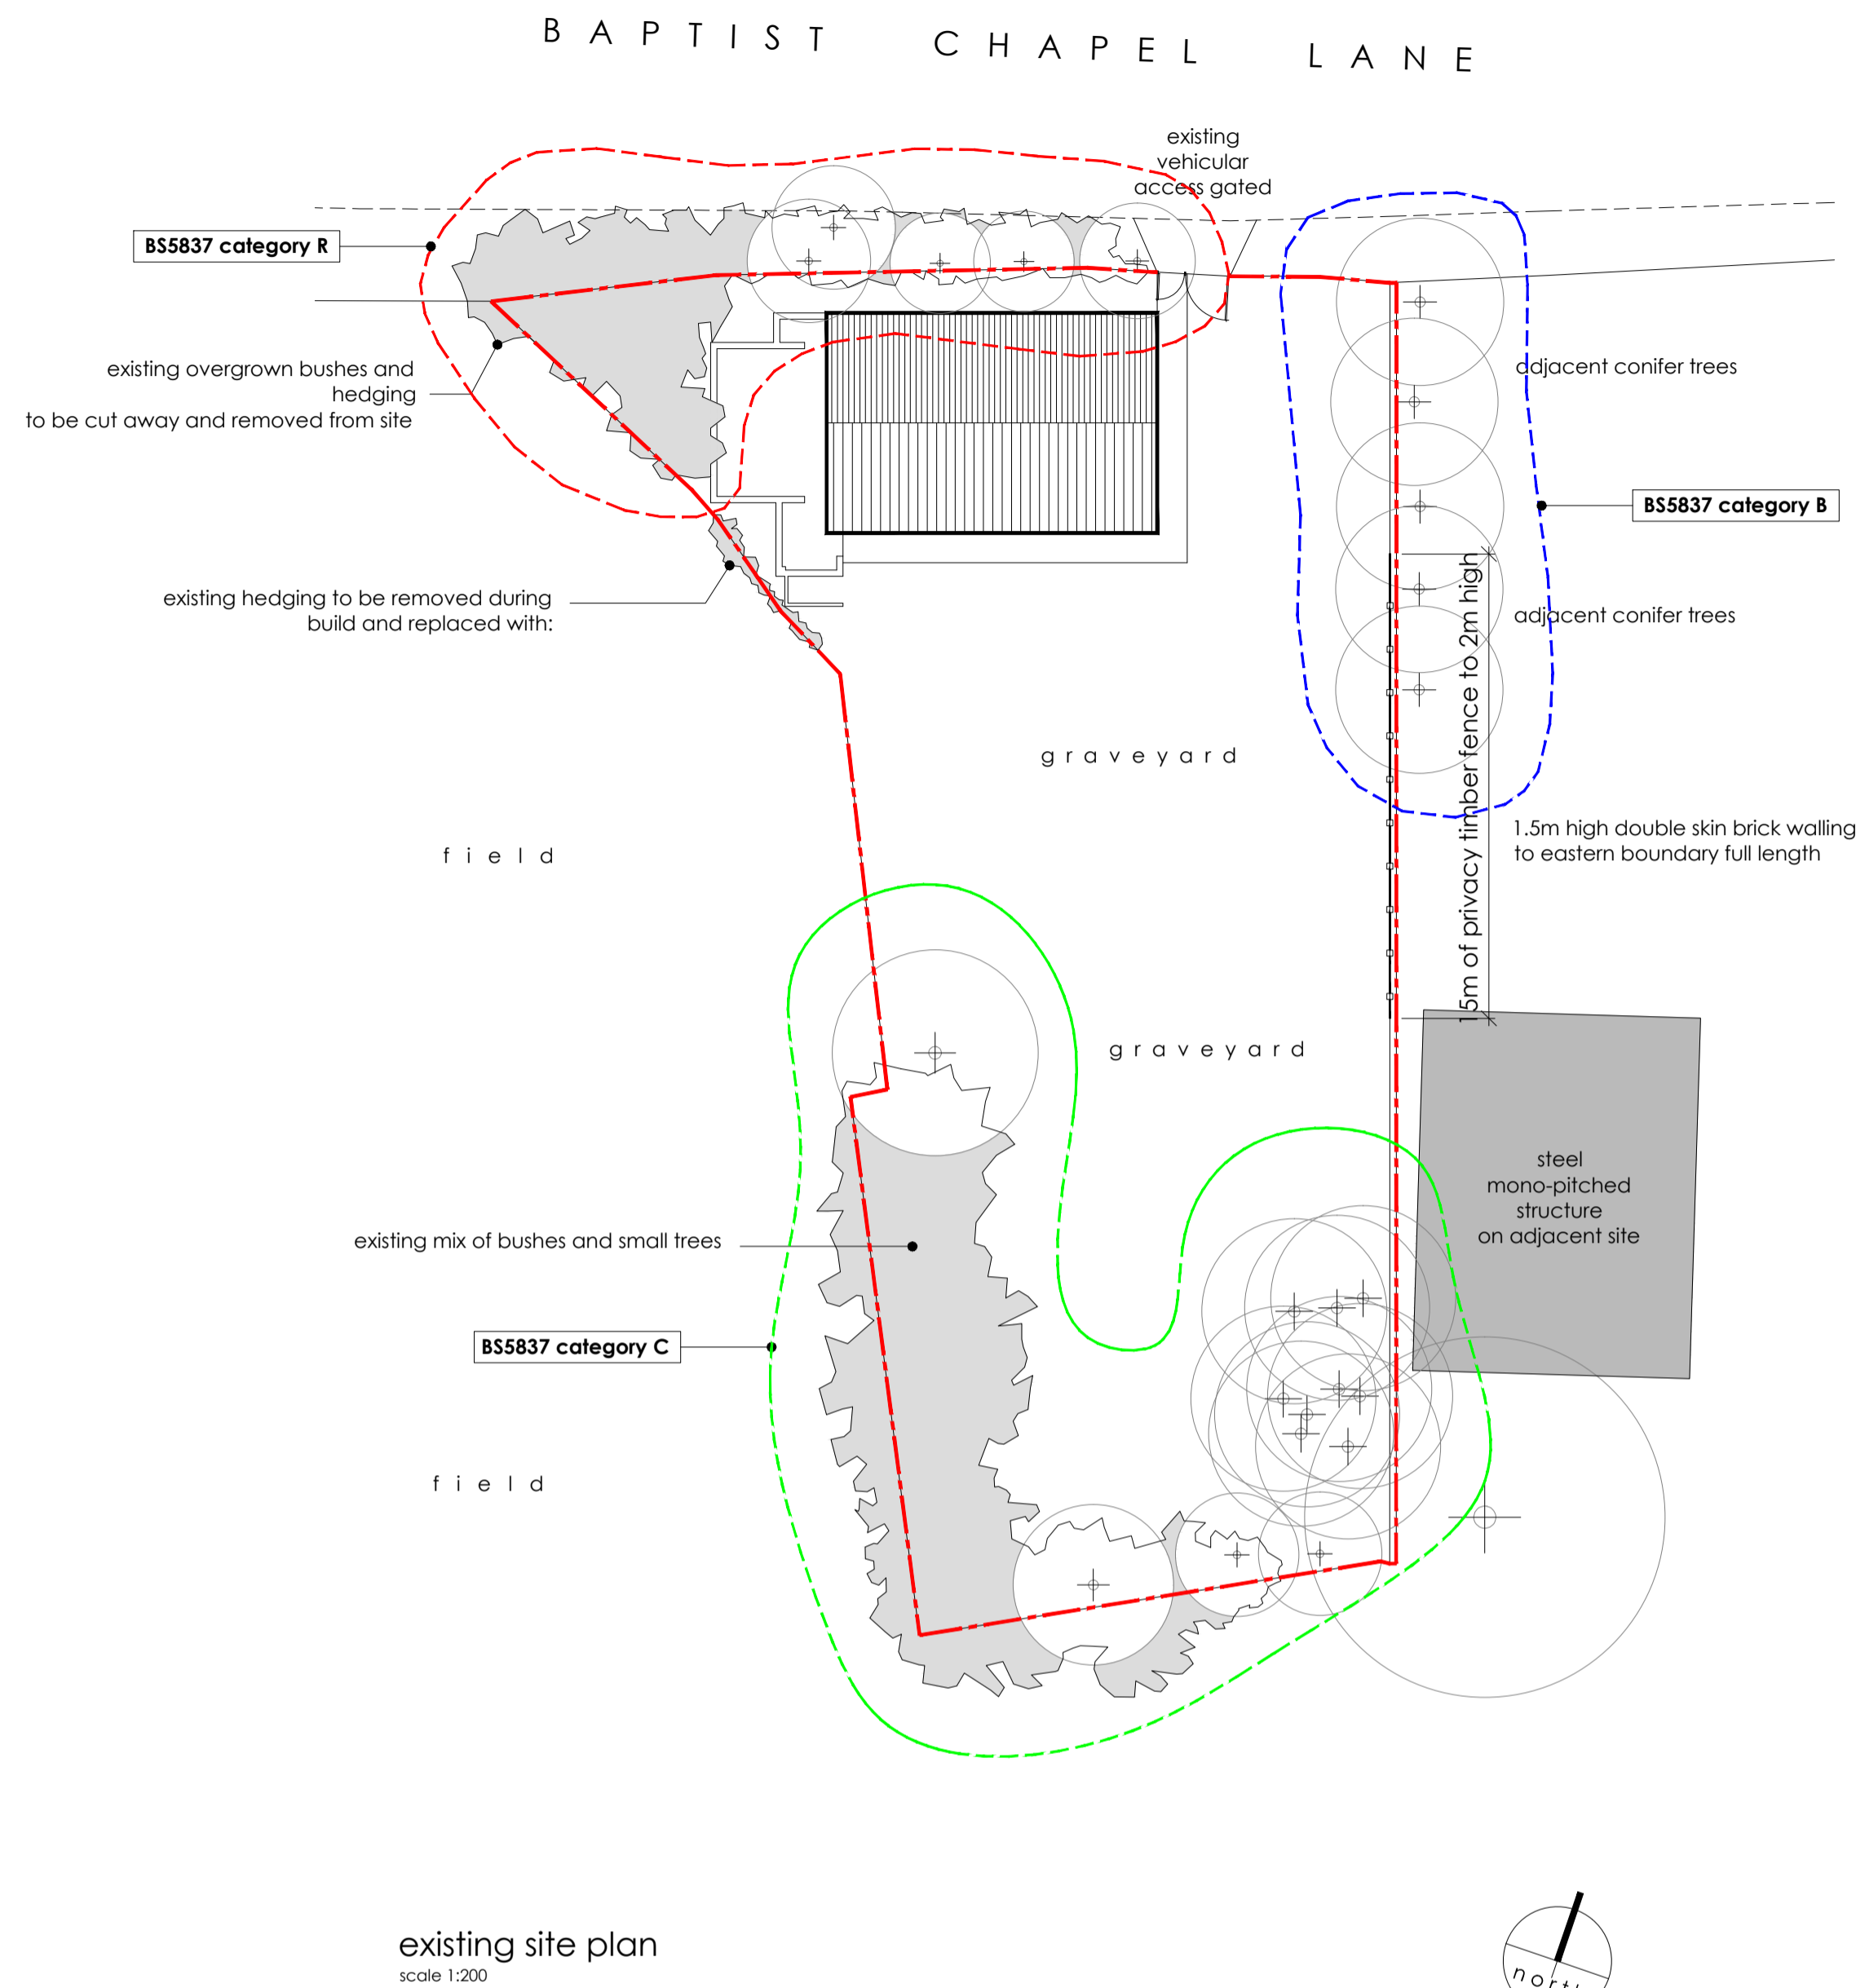 BAPTIST CHAPEL LANE
existing
vehicular
access gated
BS5837 category R
existing overgrown bushes and
hedging
to be cut away and removed from site
adjacent conifer trees
BS5837 category B
existing hedging to be removed during
build and replaced with:
adjacent conifer trees
15m of privacy timber fence to 2m high
graveyard
field
1.5m high double skin brick walling
to eastern boundary full length
graveyard
steel
mono-pitched
structure
on adjacent site
existing mix of bushes and small trees
BS5837 category C
field
existing site plan
scale 1:200